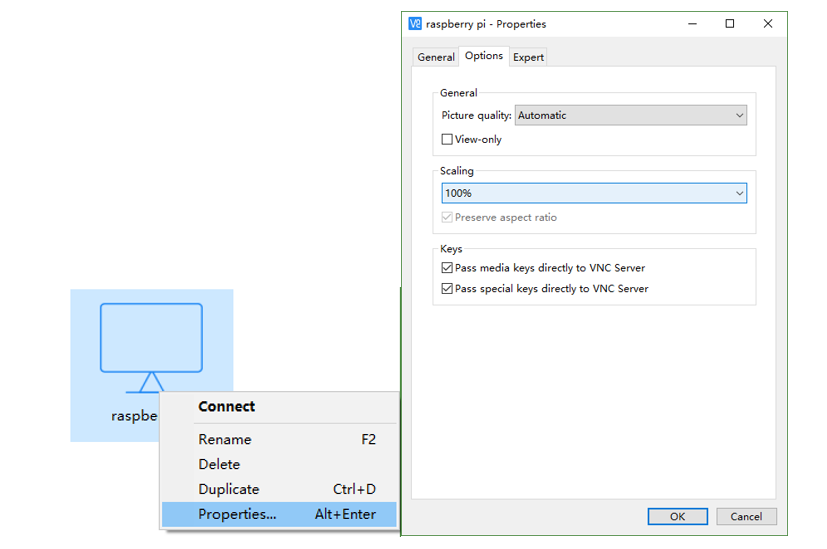 raspberry pi - Properties
General Options Expert
General
Picture quality: Automatic
View-only
Scaling
100%
Preserve aspect ratio
Keys
Pass media keys directly to VNC Server
Pass special keys directly to VNC Server
OK Cancel
raspbe
Connect
Rename F2
Delete
Duplicate Ctrl+D
Properties... Alt+Enter